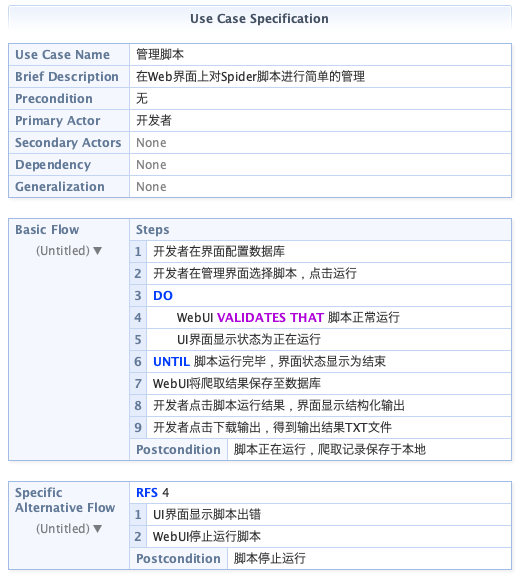 Use Case Specification
Use Case Name 管理脚本
Brief Description 在Web界面上对Spider脚本进行简单的管理
Precondition 无
Primary Actor 开发者
Secondary Actors None
Dependency None
Generalization None
Basic Flow Steps
(Untitled) ▼
1 开发者在界面配置数据库
2 开发者在管理界面选择脚本，点击运行
3 DO
4 WebUI VALIDATES THAT 脚本正常运行
5 UI界面显示状态为正在运行
6 UNTIL 脚本运行完毕，界面状态显示为结束
7 WebUI将爬取结果保存至数据库
8 开发者点击脚本运行结果，界面显示结构化输出
9 开发者点击下载输出，得到输出结果TXT文件
Postcondition 脚本正在运行，爬取记录保存于本地
Specific
Alternative Flow
(Untitled) ▼
RFS 4
1 UI界面显示脚本出错
2 WebUI停止运行脚本
Postcondition 脚本停止运行